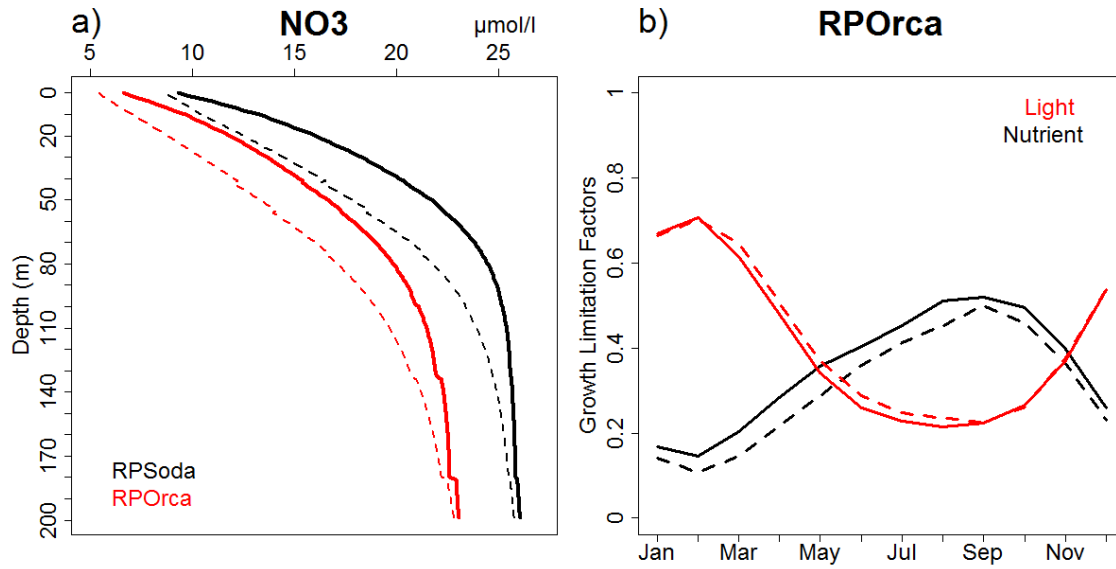 a) NO3 µmol/l
5 10 15 20 25
Depth (m)
0
20
50
80
110
140
170
200
RPSoda
RPOrca
b) RPOrca
Growth Limitation Factors
1
0.8
0.6
0.4
0.2
0
Light
Nutrient
Jan Mar May Jul Sep Nov